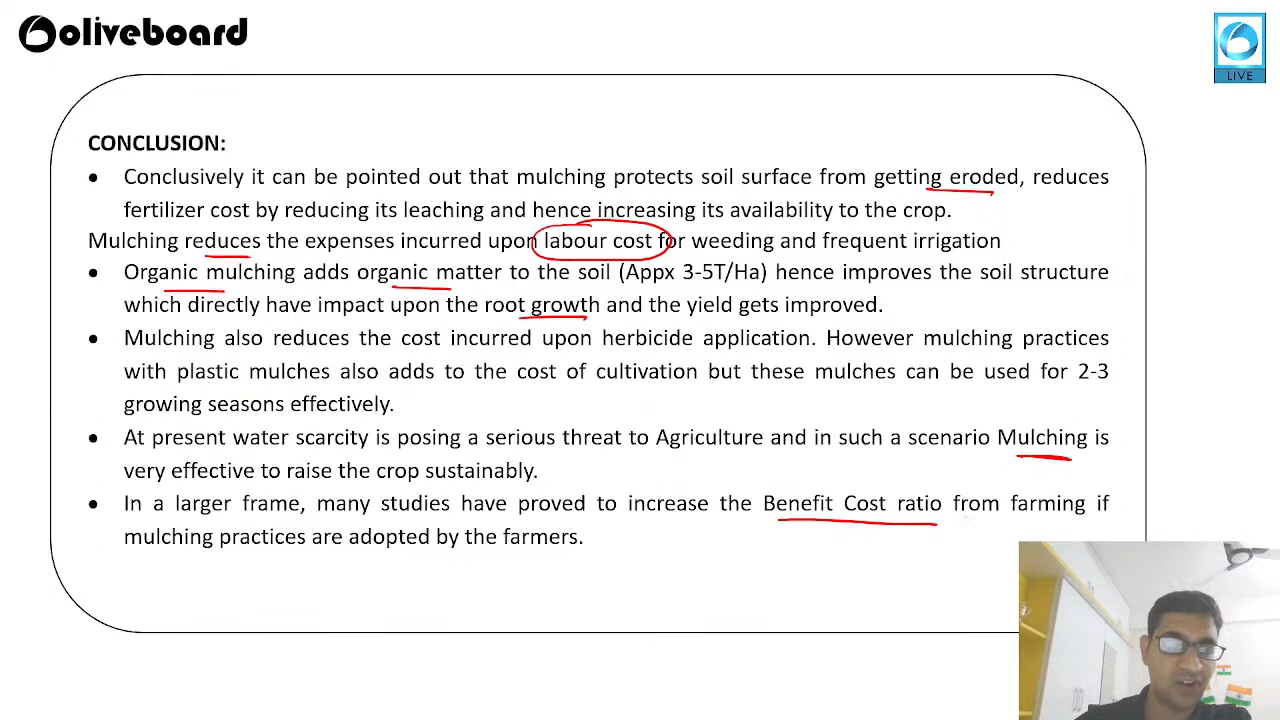 oliveboard
LIVE
CONCLUSION:
• Conclusively it can be pointed out that mulching protects soil surface from getting eroded, reduces
fertilizer cost by reducing its leaching and hence increasing its availability to the crop.
Mulching reduces the expenses incurred upon labour cost for weeding and frequent irrigation
• Organic mulching adds organic matter to the soil (Appx 3-5T/Ha) hence improves the soil structure
which directly have impact upon the root growth and the yield gets improved.
• Mulching also reduces the cost incurred upon herbicide application. However mulching practices
with plastic mulches also adds to the cost of cultivation but these mulches can be used for 2-3
growing seasons effectively.
• At present water scarcity is posing a serious threat to Agriculture and in such a scenario Mulching is
very effective to raise the crop sustainably.
• In a larger frame, many studies have proved to increase the Benefit Cost ratio from farming if
mulching practices are adopted by the farmers.